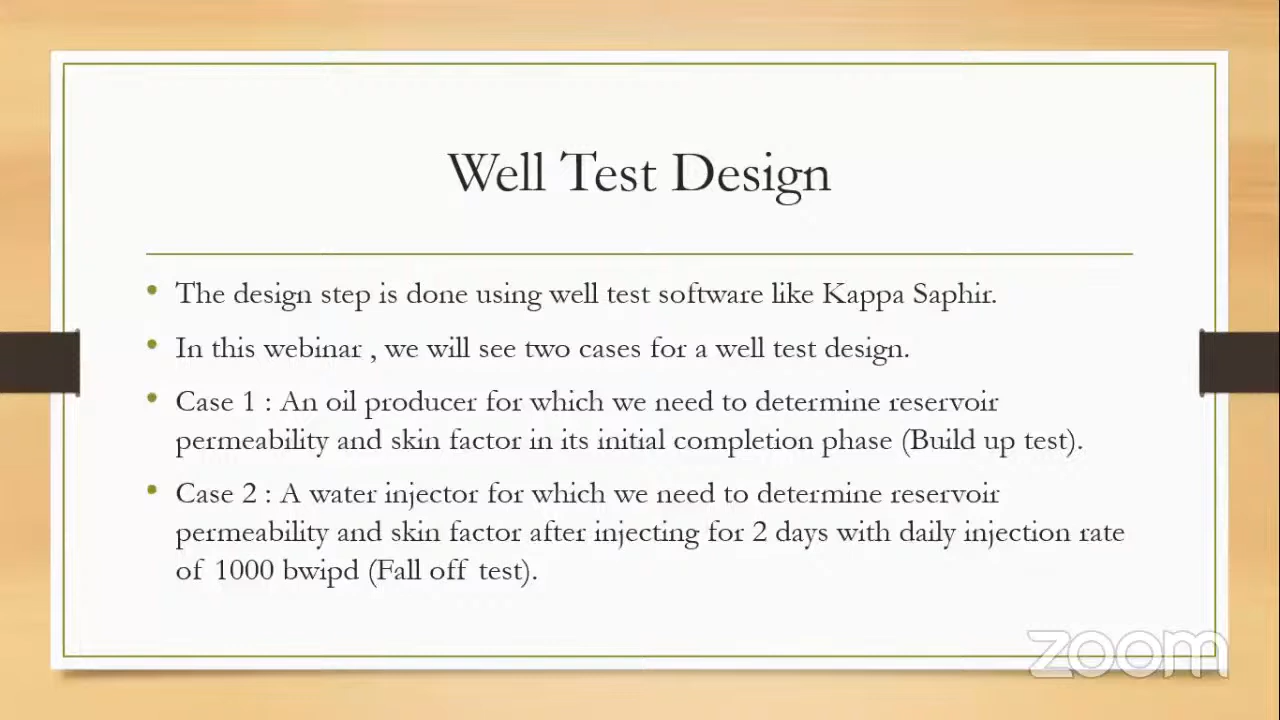 Well Test Design
• The design step is done using well test software like Kappa Saphir.
• In this webinar , we will see two cases for a well test design.
• Case 1 : An oil producer for which we need to determine reservoir
permeability and skin factor in its initial completion phase (Build up test).
• Case 2 : A water injector for which we need to determine reservoir
permeability and skin factor after injecting for 2 days with daily injection rate
of 1000 bwipd (Fall off test).
zoom